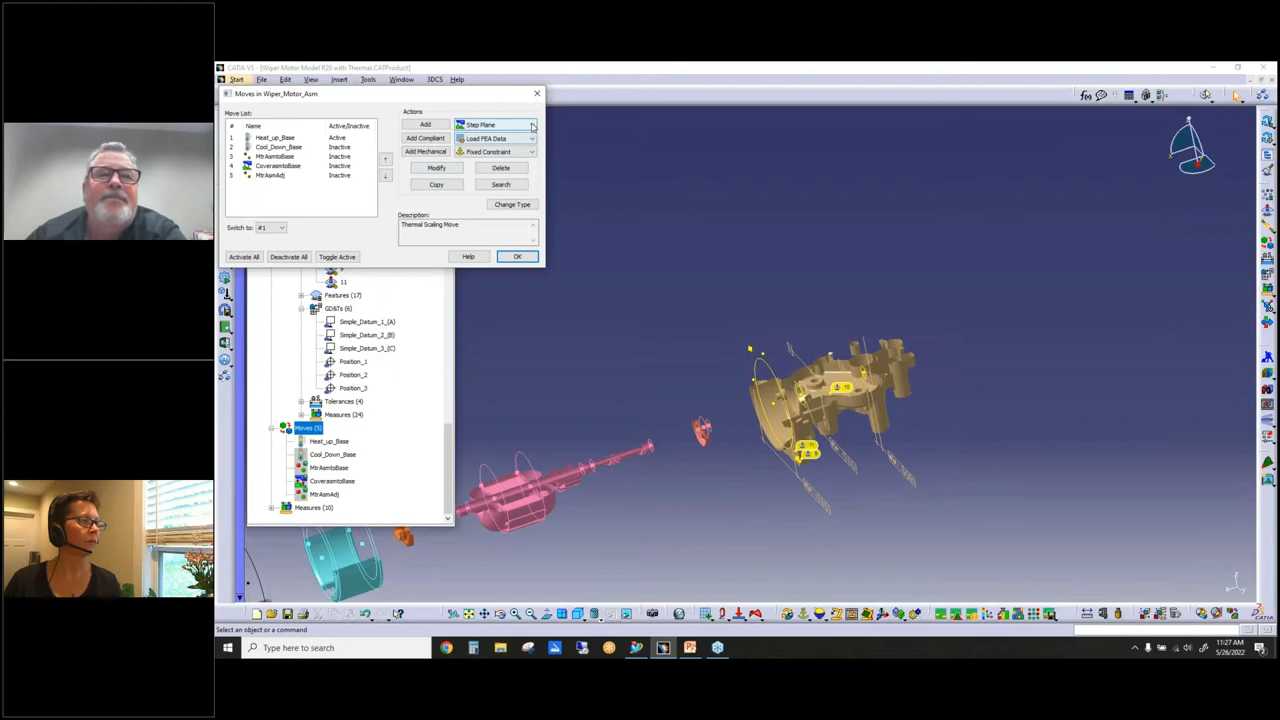 CATIA V5 - [Wiper Motor Model R29 with Thermal.CATProduct]
Start File Edit View Insert Tools Window 3DCS Help
Moves in Wiper_Motor_Asm
Move List:
# Name Active/Inactive
1 Heat_up_Base Active
2 Cool_Down_Base Inactive
3 MtrAsmtoBase Inactive
4 CoverasmtoBase Inactive
5 MtrAsmAdj Inactive
Switch to: #1
Activate All Deactivate All Toggle Active
Actions
Add Step Plane
Add Compliant Load FEA Data
Add Mechanical Fixed Constraint
Modify Delete
Copy Search
Change Type
Description:
Thermal Scaling Move
Help OK
11
Features (17)
GD&Ts (6)
Simple_Datum_1_(A)
Simple_Datum_2_(B)
Simple_Datum_3_(C)
Position_1
Position_2
Position_3
Tolerances (4)
Measures (24)
Moves (5)
Heat_up_Base
Cool_Down_Base
MtrAsmtoBase
CoverasmtoBase
MtrAsmAdj
Measures (10)
10
Select an object or a command
Type here to search
11:27 AM
5/26/2022